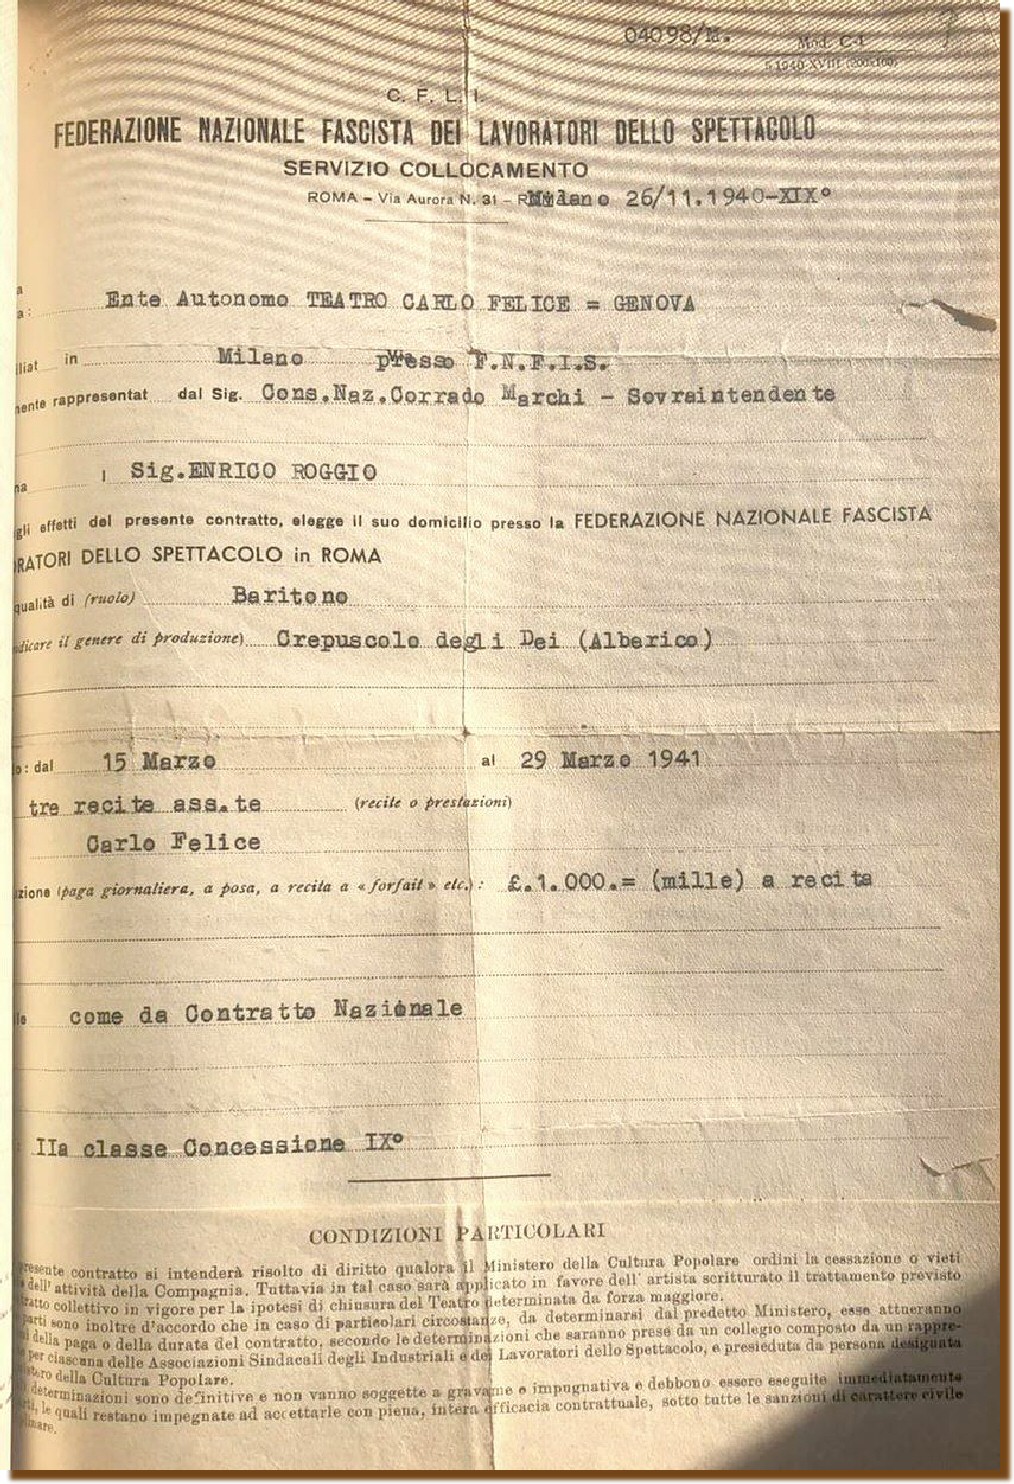 04098/M.
Mod. C-1
C. F. L. I.
FEDERAZIONE NAZIONALE FASCISTA DEI LAVORATORI DELLO SPETTACOLO
SERVIZIO COLLOCAMENTO
ROMA - Via Aurora N. 31 - Milano 26/11.1940-XIX°
a: Ente Autonomo TEATRO CARLO FELICE = GENOVA
iliat in Milano presso F.N.F.I.S.
mente rappresentat dal Sig. Cons.Naz.Corrado Marchi - Sovraintendente
Sig.ENRICO ROGGIO
gli effetti del presente contratto, elegge il suo domicilio presso la FEDERAZIONE NAZIONALE FASCISTA
RATORI DELLO SPETTACOLO in ROMA
qualità di (ruolo) Baritono
dicare il genere di produzione) Crepuscolo degli Dei (Alberico)
o: dal 15 Marzo al 29 Marzo 1941
tre recite ass.te (recite o prestazioni)
Carlo Felice
zione (paga giornaliera, a posa, a recita a « forfait » etc.) : £.1.000.= (mille) a recita
come da Contratto Nazionale
: IIa classe Concessione IX°
CONDIZIONI PARTICOLARI
resente contratto si intenderà risolto di diritto qualora il Ministero della Cultura Popolare ordini la cessazione o vieti
dell' attività della Compagnia. Tuttavia in tal caso sarà applicato in favore dell' artista scritturato il trattamento previsto
tratto collettivo in vigore per la ipotesi di chiusura del Teatro determinata da forza maggiore.
parti sono inoltre d'accordo che in caso di particolari circostanze, da determinarsi dal predetto Ministero, esse attueranno
della paga o della durata del contratto, secondo le determinazioni che saranno prese da un collegio composto da un rappre-
per ciascuna delle Associazioni Sindacali degli Industriali e dei Lavoratori dello Spettacolo, e presieduta da persona designata
tero della Cultura Popolare.
determinazioni sono definitive e non vanno soggette a gravame e impugnativa e debbono essere eseguite immediatamente
le quali restano impegnate ad accettarle con piena, intera efficacia contrattuale, sotto tutte le sanzioni di carattere civile
linare.